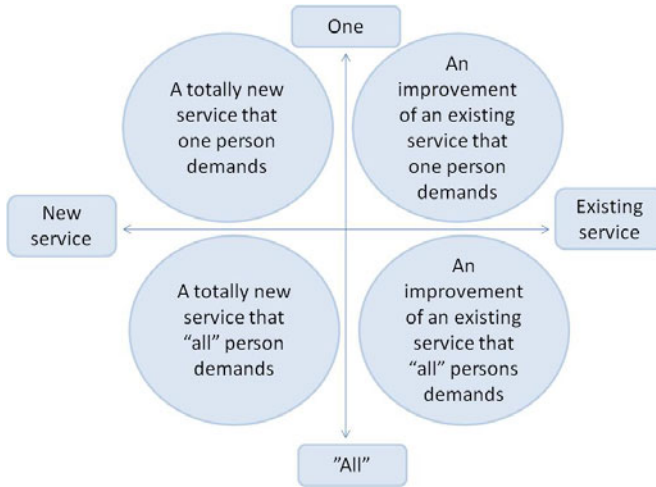 One
A totally new
service that
one person
demands
An
improvement
of an existing
service that
one person
demands
New
service
Existing
service
A totally new
service that
“all” person
demands
An
improvement
of an existing
service that
“all” persons
demands
”All”